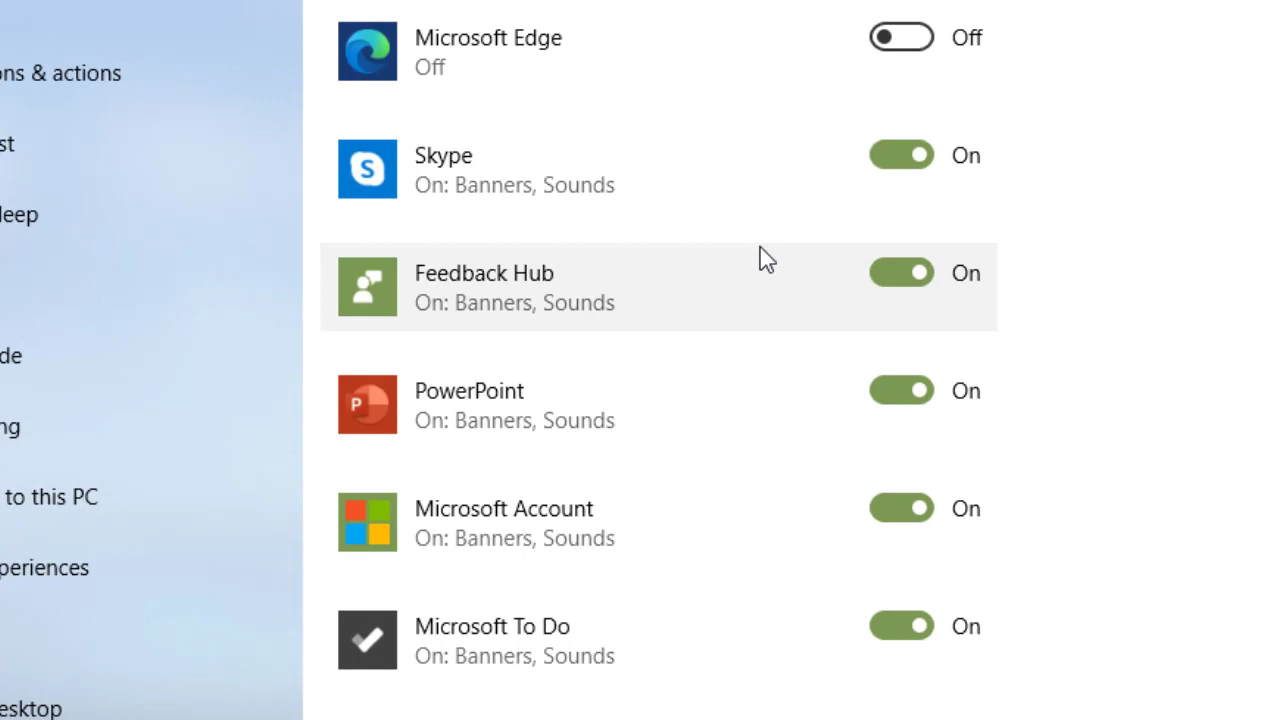 ons & actions
st
leep
de
ng
to this PC
periences
esktop
Microsoft Edge
Off
Off
Skype
On: Banners, Sounds
On
Feedback Hub
On: Banners, Sounds
On
PowerPoint
On: Banners, Sounds
On
Microsoft Account
On: Banners, Sounds
On
Microsoft To Do
On: Banners, Sounds
On